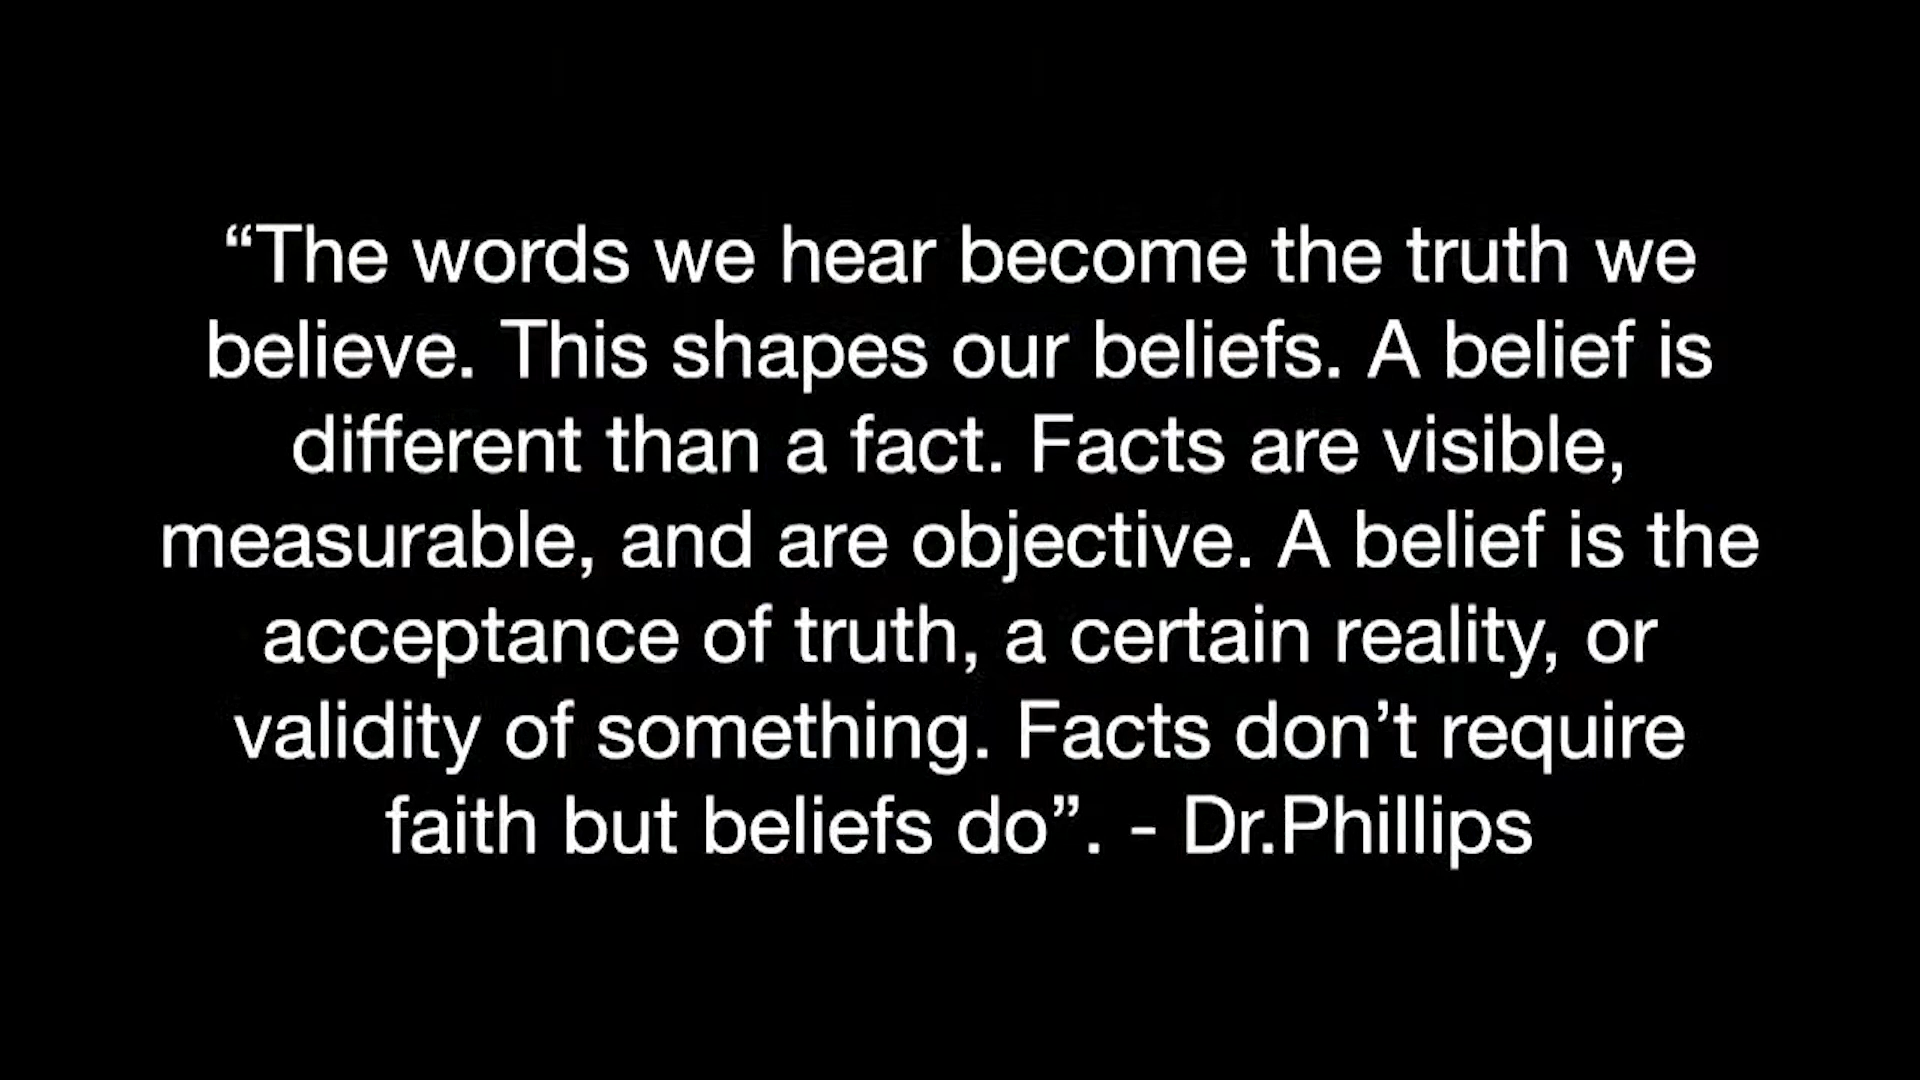 “The words we hear become the truth we
believe. This shapes our beliefs. A belief is
different than a fact. Facts are visible,
measurable, and are objective. A belief is the
acceptance of truth, a certain reality, or
validity of something. Facts don’t require
faith but beliefs do”. - Dr.Phillips